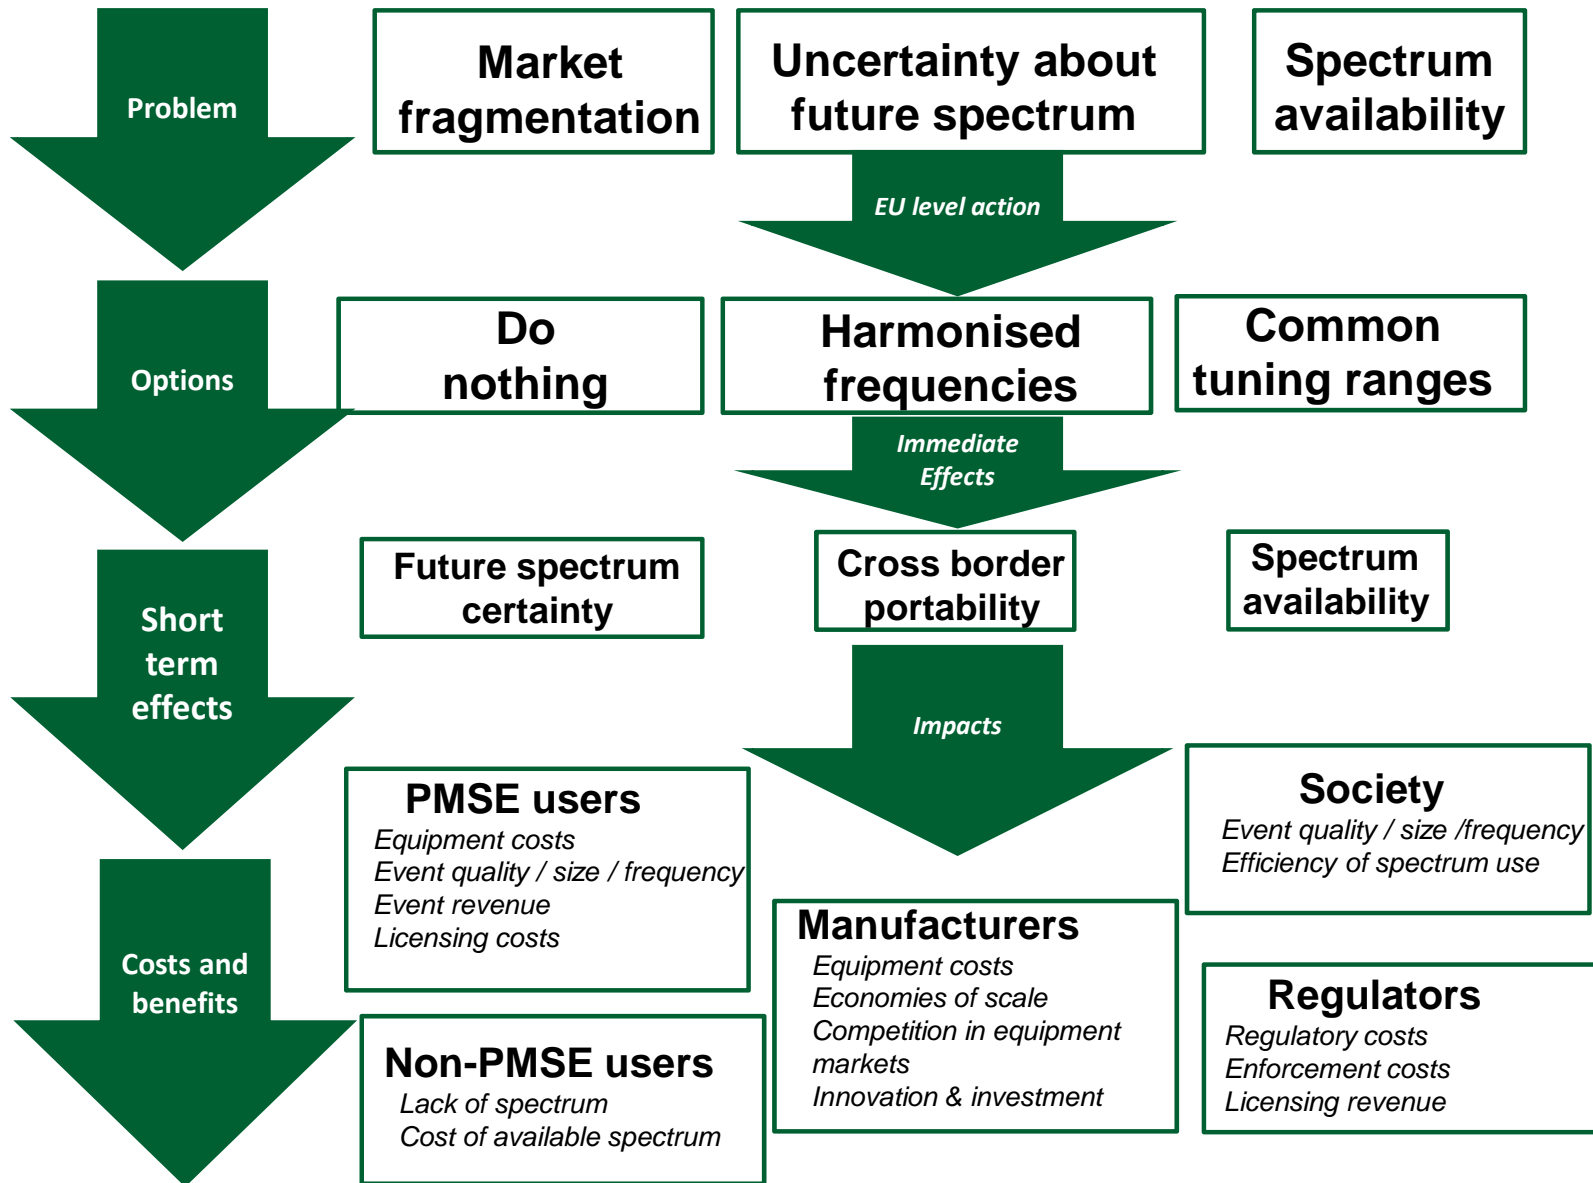 Problem
Market
fragmentation
Uncertainty about
future spectrum
Spectrum
availability
EU level action
Options
Do
nothing
Harmonised
frequencies
Common
tuning ranges
Immediate
Effects
Short
term
effects
Future spectrum
certainty
Cross border
portability
Spectrum
availability
Impacts
Costs and
benefits
PMSE users
Equipment costs
Event quality / size / frequency
Event revenue
Licensing costs
Non-PMSE users
Lack of spectrum
Cost of available spectrum
Manufacturers
Equipment costs
Economies of scale
Competition in equipment
markets
Innovation & investment
Society
Event quality / size /frequency
Efficiency of spectrum use
Regulators
Regulatory costs
Enforcement costs
Licensing revenue